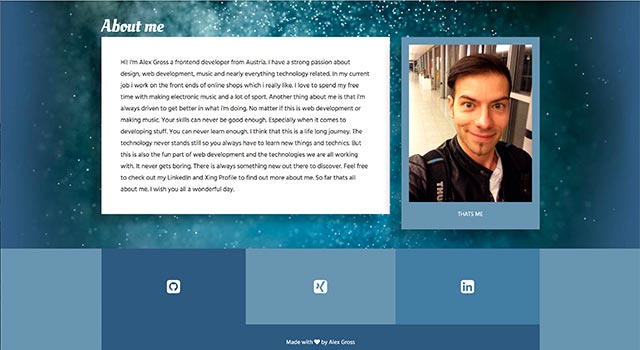 About me
Hi! I'm Alex Gross a frontend developer from Austria. I have a strong passion about
design, web development, music and nearly everything technology related. In my current
job i work on the front ends of online shops which i really like. I love to spend my free
time with making electronic music and a lot of sport. Another thing about me is that i'm
always driven to get better in what i'm doing. No matter if this is web development or
making music. Your skills can never be good enough. Especially when it comes to
developing stuff. You can never learn enough. I think that this is a life long journey. The
technology never stands still so you always have to learn new things and technics. But
this is also the fun part of web development and the technologies we are all working
with. It never gets boring. There is always something new out there to discover. Feel free
to check out my LinkedIn and Xing Profile to find out more about me. So far thats all
about me. I wish you all a wonderful day.
THATS ME
in
Made with ♥ by Alex Gross